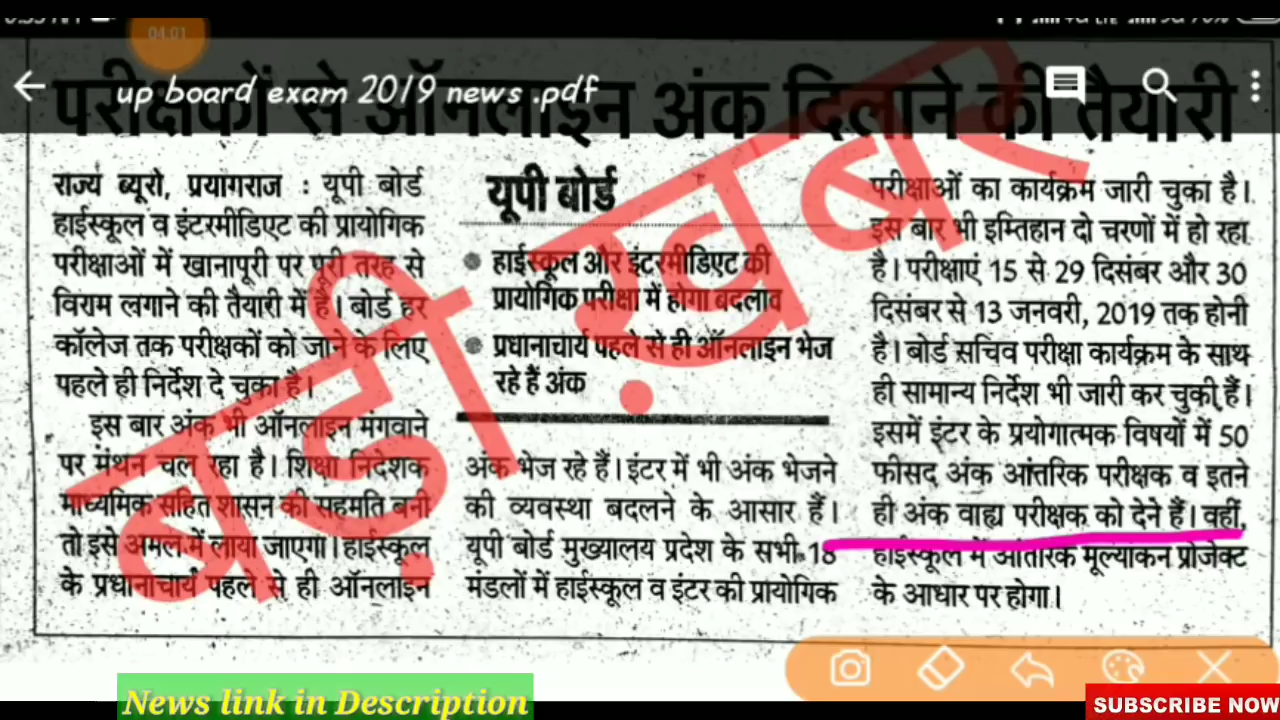 04:01
up board exam 2019 news .pdf
परीक्षकों से ऑनलाइन अंक दिलाने की तैयारी
राज्य ब्यूरो, प्रयागराज : यूपी बोर्ड
हाईस्कूल व इंटरमीडिएट की प्रायोगिक
परीक्षाओं में खानापूरी पर पूरी तरह से
विराम लगाने की तैयारी में है। बोर्ड हर
कॉलेज तक परीक्षकों को जाने के लिए
पहले ही निर्देश दे चुका है।
इस बार अंक भी ऑनलाइन मंगवाने
पर मंथन चल रहा है। शिक्षा निदेशक
माध्यमिक सहित शासन की सहमति बनी
तो इसे अमल में लाया जाएगा। हाईस्कूल
के प्रधानाचार्य पहले से ही ऑनलाइन
यूपी बोर्ड
हाईस्कूल और इंटरमीडिएट की
प्रायोगिक परीक्षा में होगा बदलाव
प्रधानाचार्य पहले से ही ऑनलाइन भेज
रहे हैं अंक
अंक भेज रहे हैं। इंटर में भी अंक भेजने
की व्यवस्था बदलने के आसार हैं।
यूपी बोर्ड मुख्यालय प्रदेश के सभी 18
मंडलों में हाईस्कूल व इंटर की प्रायोगिक
परीक्षाओं का कार्यक्रम जारी चुका है।
इस बार भी इम्तिहान दो चरणों में हो रहा
है। परीक्षाएं 15 से 29 दिसंबर और 30
दिसंबर से 13 जनवरी, 2019 तक होनी
है। बोर्ड सचिव परीक्षा कार्यक्रम के साथ
ही सामान्य निर्देश भी जारी कर चुकी हैं।
इसमें इंटर के प्रयोगात्मक विषयों में 50
फीसद अंक आंतरिक परीक्षक व इतने
ही अंक वाह्य परीक्षक को देने हैं। वहीं,
हाईस्कूल में आंतरिक मूल्यांकन प्रोजेक्ट
के आधार पर होगा।
बड़ी ख़बर
News link in Description
SUBSCRIBE NOW